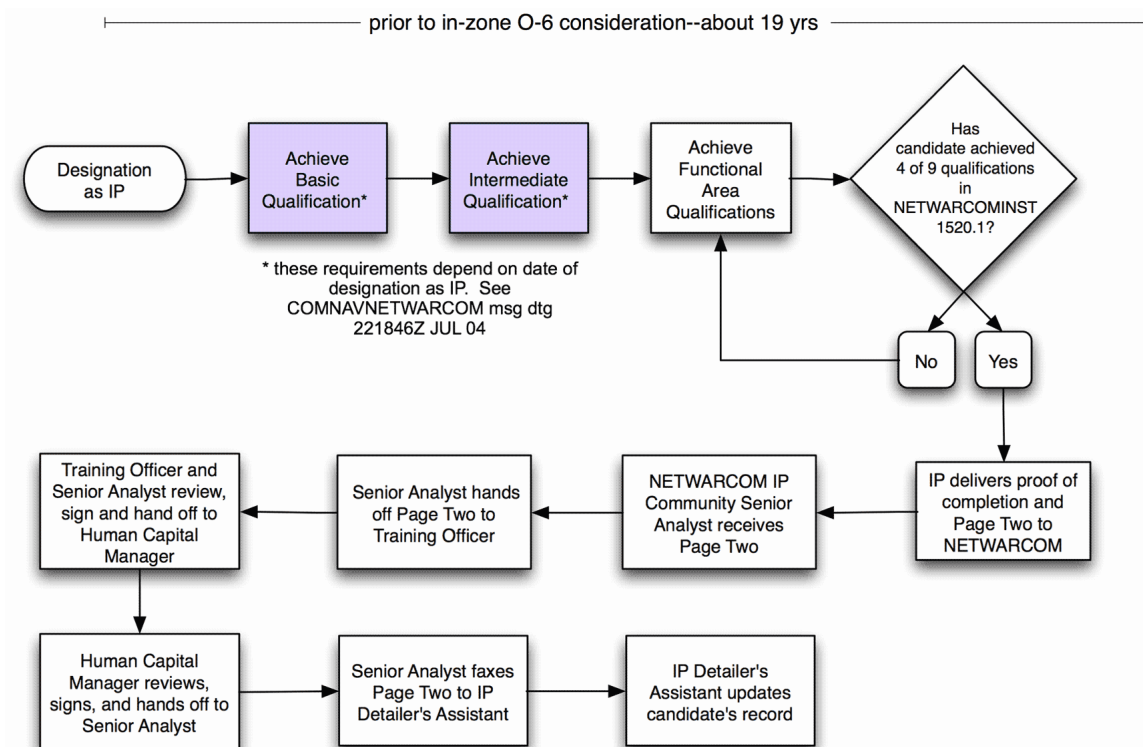 prior to in-zone O-6 consideration--about 19 yrs
Designation
as IP
Achieve
Basic
Qualification*
Achieve
Intermediate
Qualification*
Achieve
Functional
Area
Qualifications
Has
candidate achieved
4 of 9 qualifications
in
NETWARCOMINST
1520.1?
* these requirements depend on date of
designation as IP. See
COMNAVNETWARCOM msg dtg
221846Z JUL 04
No
Yes
IP delivers proof of
completion and
Page Two to
NETWARCOM
NETWARCOM IP
Community Senior
Analyst receives
Page Two
Senior Analyst hands
off Page Two to
Training Officer
Training Officer and
Senior Analyst review,
sign and hand off to
Human Capital
Manager
Human Capital
Manager reviews,
signs, and hands off to
Senior Analyst
Senior Analyst faxes
Page Two to IP
Detailer's Assistant
IP Detailer's
Assistant updates
candidate's record